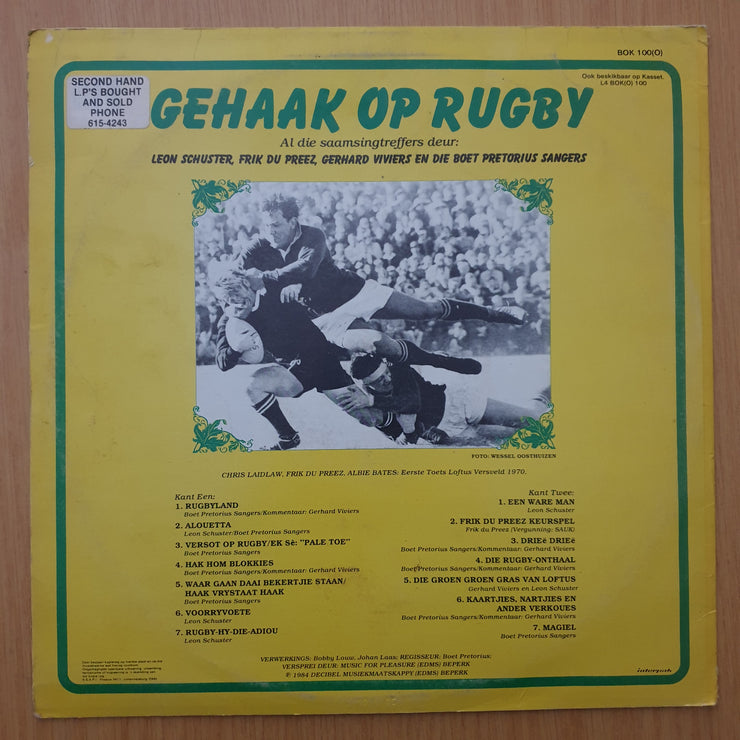 BOK 100(O)
Ook beskikbaar op Kasset.
L4 BOK(O) 100
SECOND HAND
L.P'S BOUGHT
AND SOLD
PHONE
615-4243
GEHAAK OP RUGBY
Al die saamsingtreffers deur:
LEON SCHUSTER, FRIK DU PREEZ, GERHARD VIVIERS EN DIE BOET PRETORIUS SANGERS
FOTO: WESSEL OOSTHUIZEN
CHRIS LAIDLAW, FRIK DU PREEZ, ALBIE BATES: Eerste Toets Loftus Versveld 1970.
Kant Een:
1. RUGBYLAND
Boet Pretorius Sangers/Kommentaar: Gerhard Viviers
2. ALOUETTA
Leon Schuster/Boet Pretorius Sangers
3. VERSOT OP RUGBY/EK Sê: "PALE TOE"
Boet Pretorius Sangers
4. HAK HOM BLOKKIES
Boet Pretorius Sangers/Kommentaar: Gerhard Viviers
5. WAAR GAAN DAAI BEKERTJIE STAAN/
HAAK VRYSTAAT HAAK
Boet Pretorius Sangers
6. VOORRYVOETE
Leon Schuster
7. RUGBY-HY-DIE-ADIOU
Leon Schuster
Kant Twee:
1. EEN WARE MAN
Leon Schuster
2. FRIK DU PREEZ KEURSPEL
Frik du Preez (Vergunning: SAUK)
3. DRIEë DRIEë
Boet Pretorius Sangers/Kommentaar: Gerhard Viviers
4. DIE RUGBY-ONTHAAL
Boet Pretorius Sangers/Kommentaar: Gerhard Viviers
5. DIE GROEN GROEN GRAS VAN LOFTUS
Gerhard Viviers en Leon Schuster
6. KAARTJIES, NARTJIES EN
ANDER VERKOUES
Boet Pretorius Sangers/Kommentaar: Gerhard Viviers
7. MAGIEL
Boet Pretorius Sangers
VERWERKINGS: Bobby Louw, Johan Laas; REGISSEUR: Boet Pretorius;
VERSPREIDEUR: MUSIC FOR PLEASURE (EDMS) BEPERK
℗ 1984 DECIBEL MUSIEKMAATSKAPPY (EDMS) BEPERK
interpak